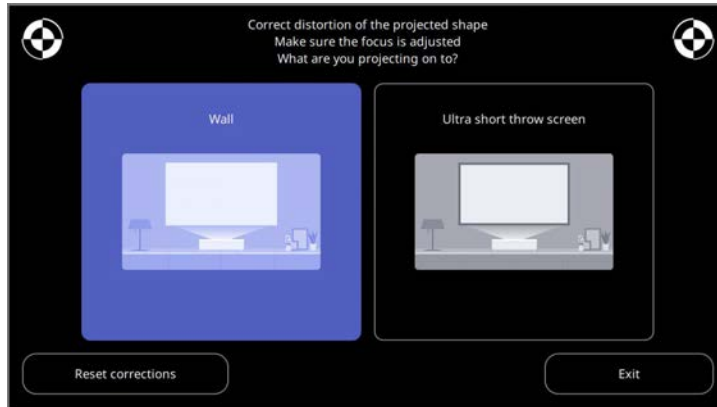 Correct distortion of the projected shape
Make sure the focus is adjusted
What are you projecting on to?
Wall
Ultra short throw screen
Reset corrections
Exit